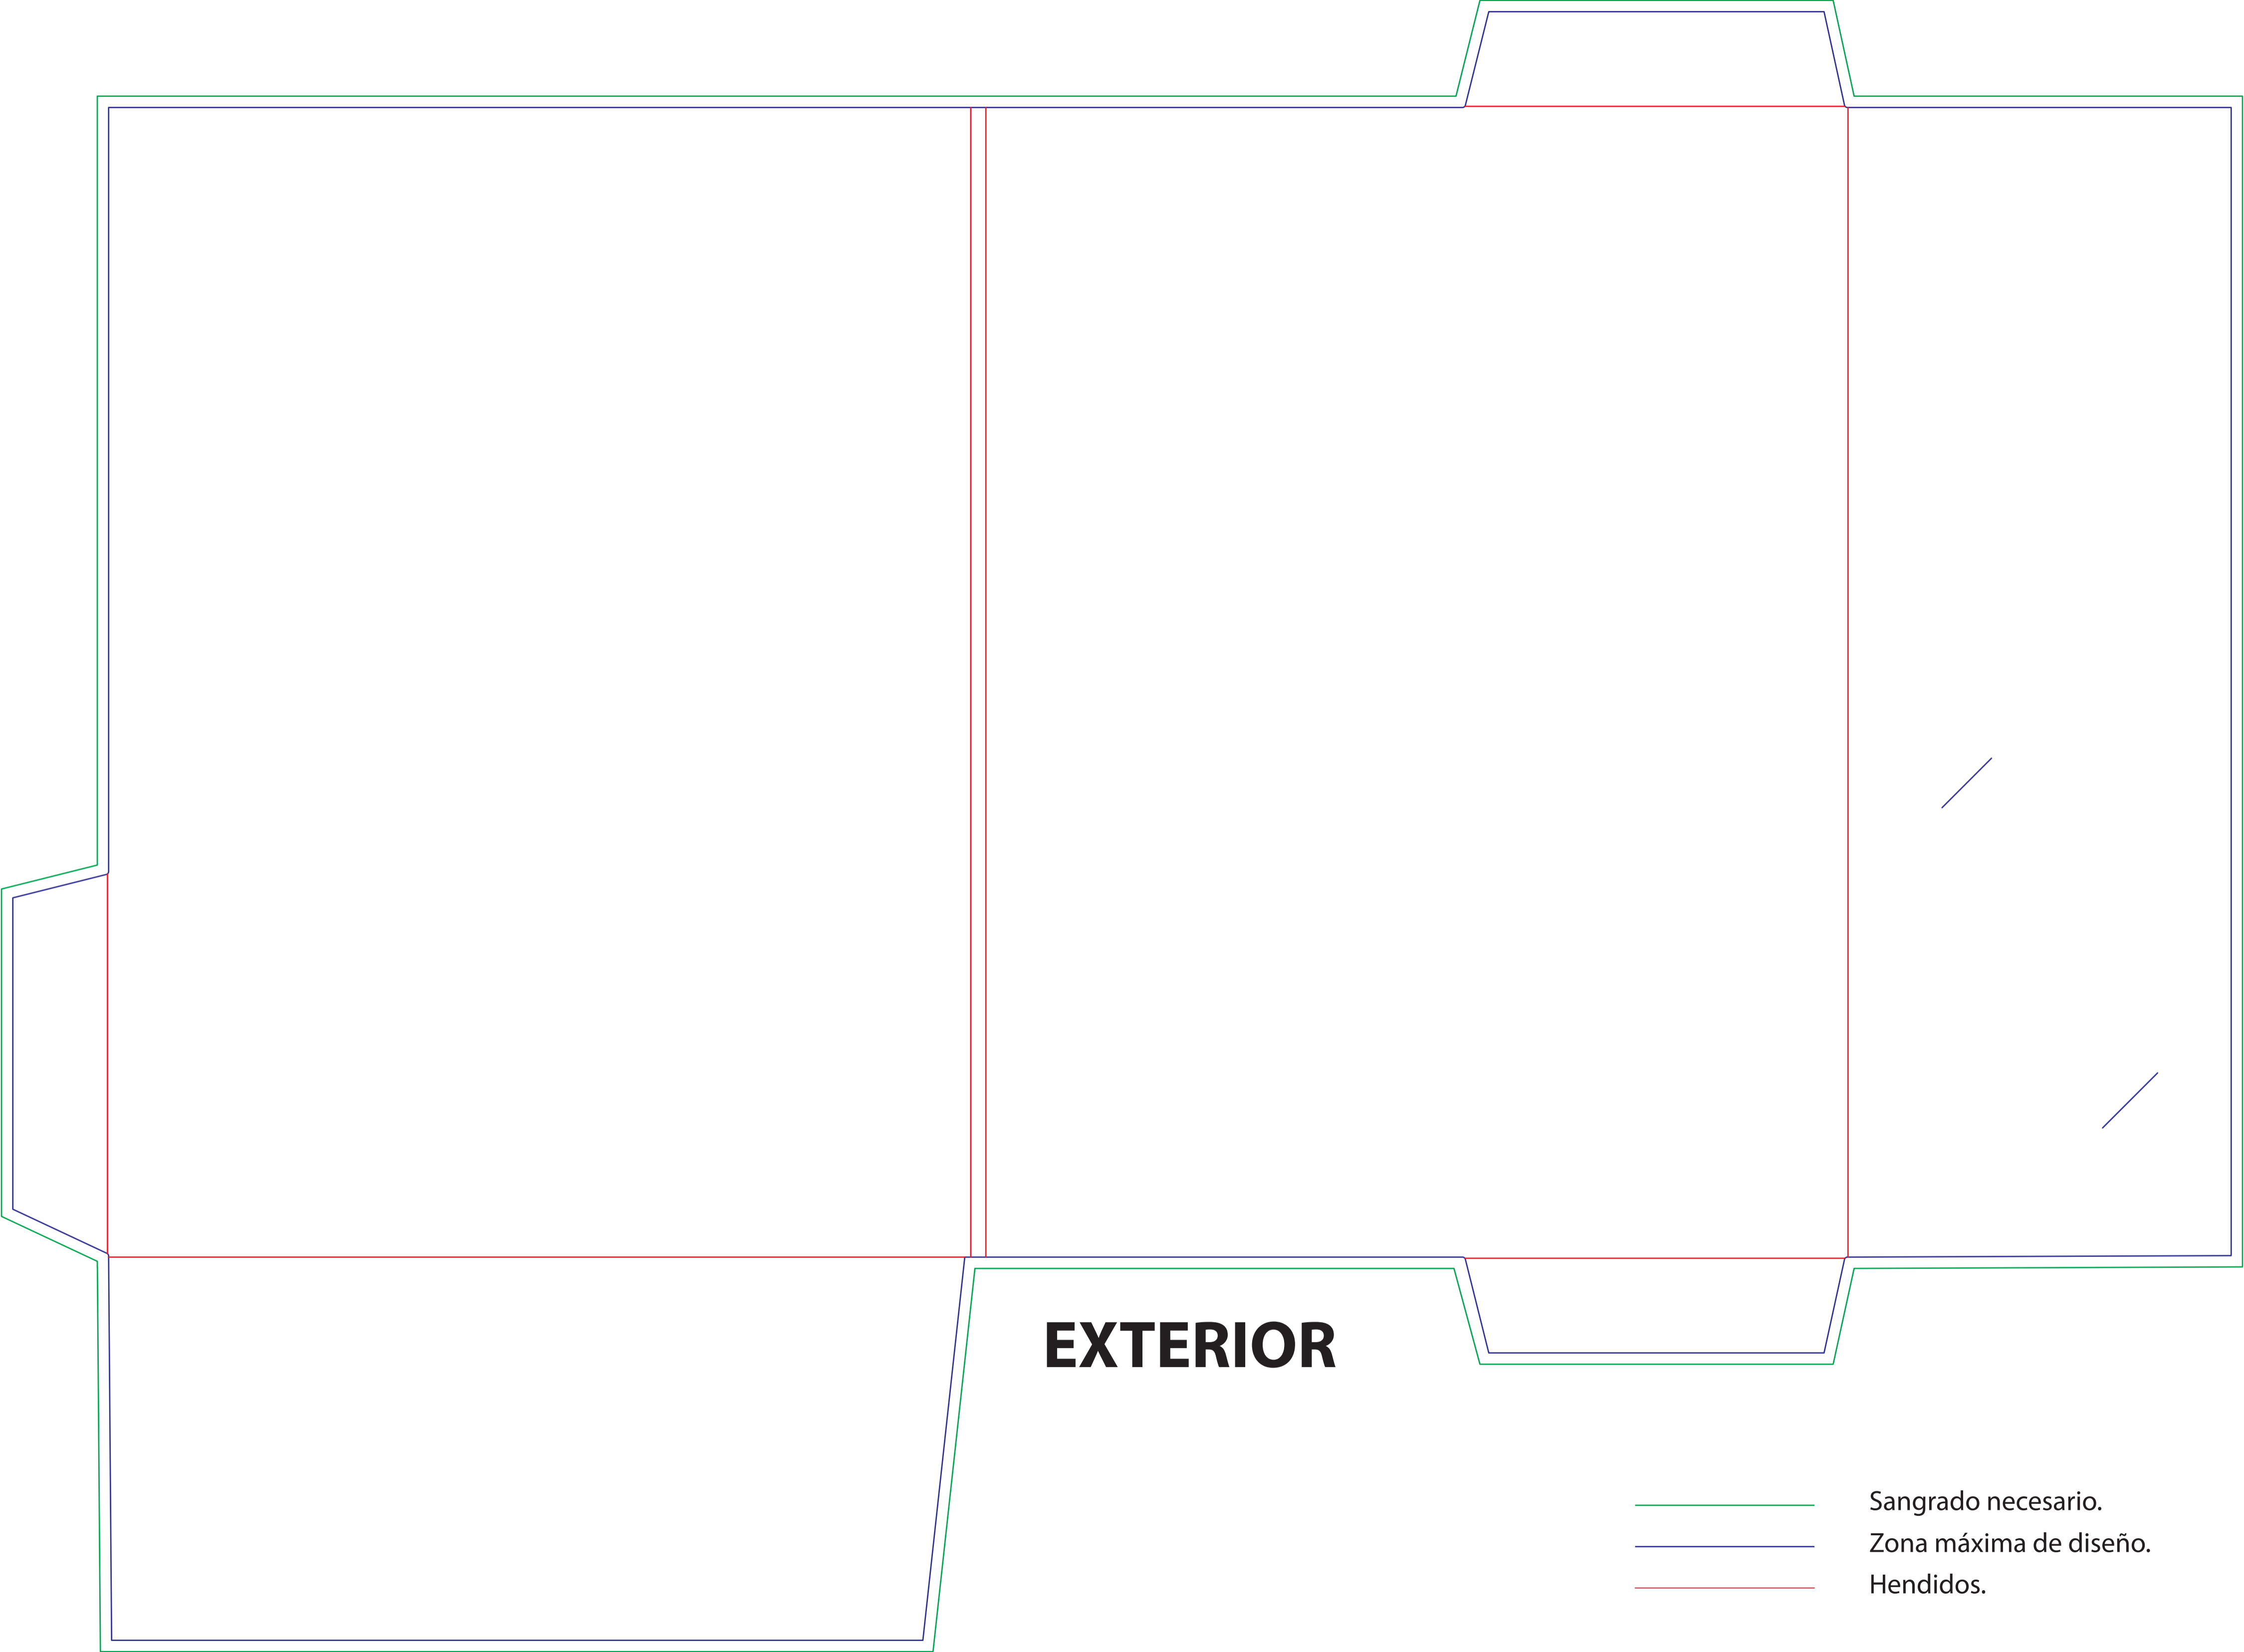 EXTERIOR
Sangrado necesario.
Zona máxima de diseño.
Hendidos.